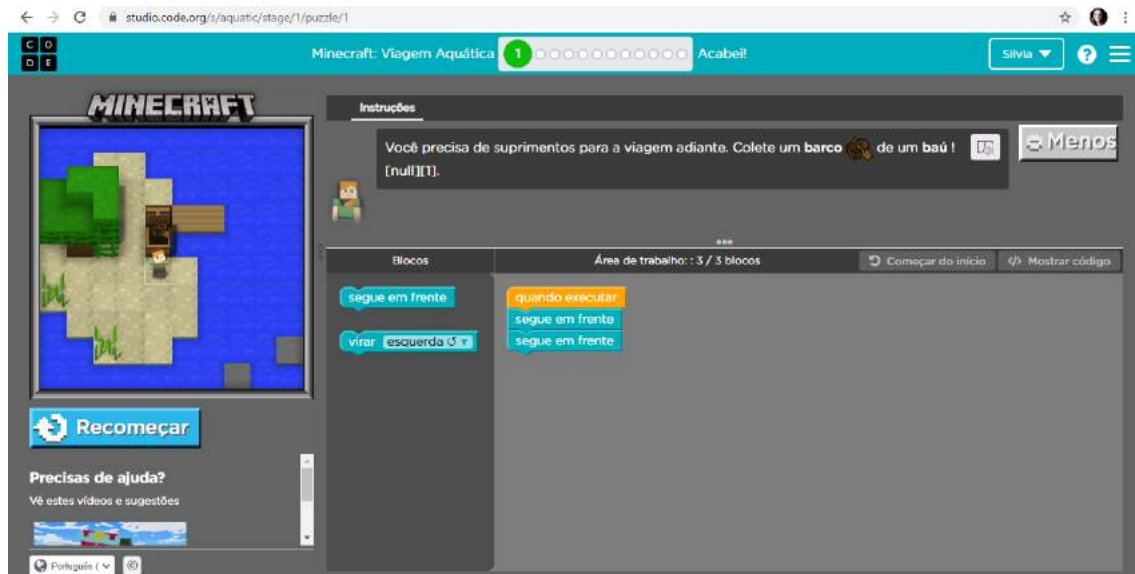 studio.code.org/s/aquatic/stage/1/puzzle/1
C O
D E
Minecraft: Viagem Aquática 1 Acabei!
Silvia ▼
?
MINECRAFT
Instruções
Você precisa de suprimentos para a viagem adiante. Colete um barco de um baú !
[null][1].
Menos
Blocos
Área de trabalho: : 3 / 3 blocos
Começar do início
</> Mostrar código
segue em frente
virar esquerda ↺ ▼
quando executar
segue em frente
segue em frente
Recomeçar
Precisas de ajuda?
Vê estes vídeos e sugestões
Português (
©